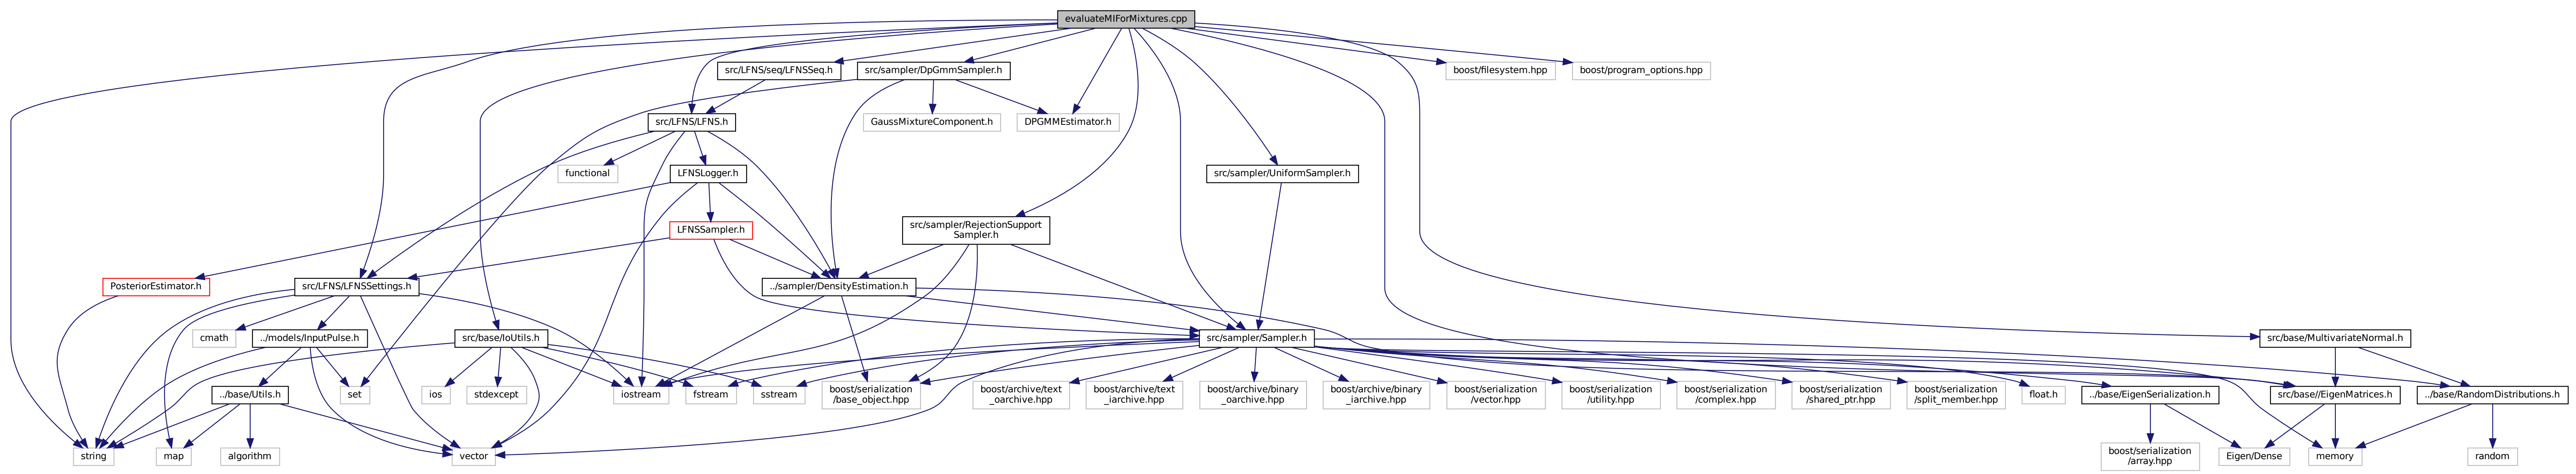 evaluateMIForMixtures.cpp
src/LFNS/seq/LFNSSeq.h
src/sampler/DpGmmSampler.h
boost/filesystem.hpp
boost/program_options.hpp
src/LFNS/LFNS.h
GaussMixtureComponent.h
DPGMMEstimator.h
functional
LFNSLogger.h
src/sampler/UniformSampler.h
LFNSSampler.h
src/sampler/RejectionSupport
Sampler.h
PosteriorEstimator.h
src/LFNS/LFNSSettings.h
../sampler/DensityEstimation.h
cmath
../models/InputPulse.h
src/base/IoUtils.h
src/sampler/Sampler.h
src/base/MultivariateNormal.h
../base/Utils.h
set
ios
stdexcept
iostream
fstream
sstream
boost/serialization
/base_object.hpp
boost/archive/text
_oarchive.hpp
boost/archive/text
_iarchive.hpp
boost/archive/binary
_oarchive.hpp
boost/archive/binary
_iarchive.hpp
boost/serialization
/vector.hpp
boost/serialization
/utility.hpp
boost/serialization
/complex.hpp
boost/serialization
/shared_ptr.hpp
boost/serialization
/split_member.hpp
float.h
../base/EigenSerialization.h
src/base//EigenMatrices.h
../base/RandomDistributions.h
string
map
algorithm
vector
boost/serialization
/array.hpp
Eigen/Dense
memory
random